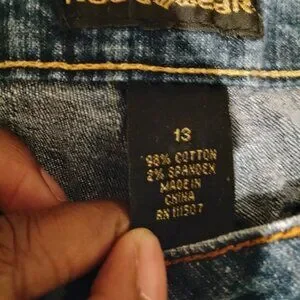 13
98% COTTON
2% SPANDEX
MADE IN
CHINA
RN 111507